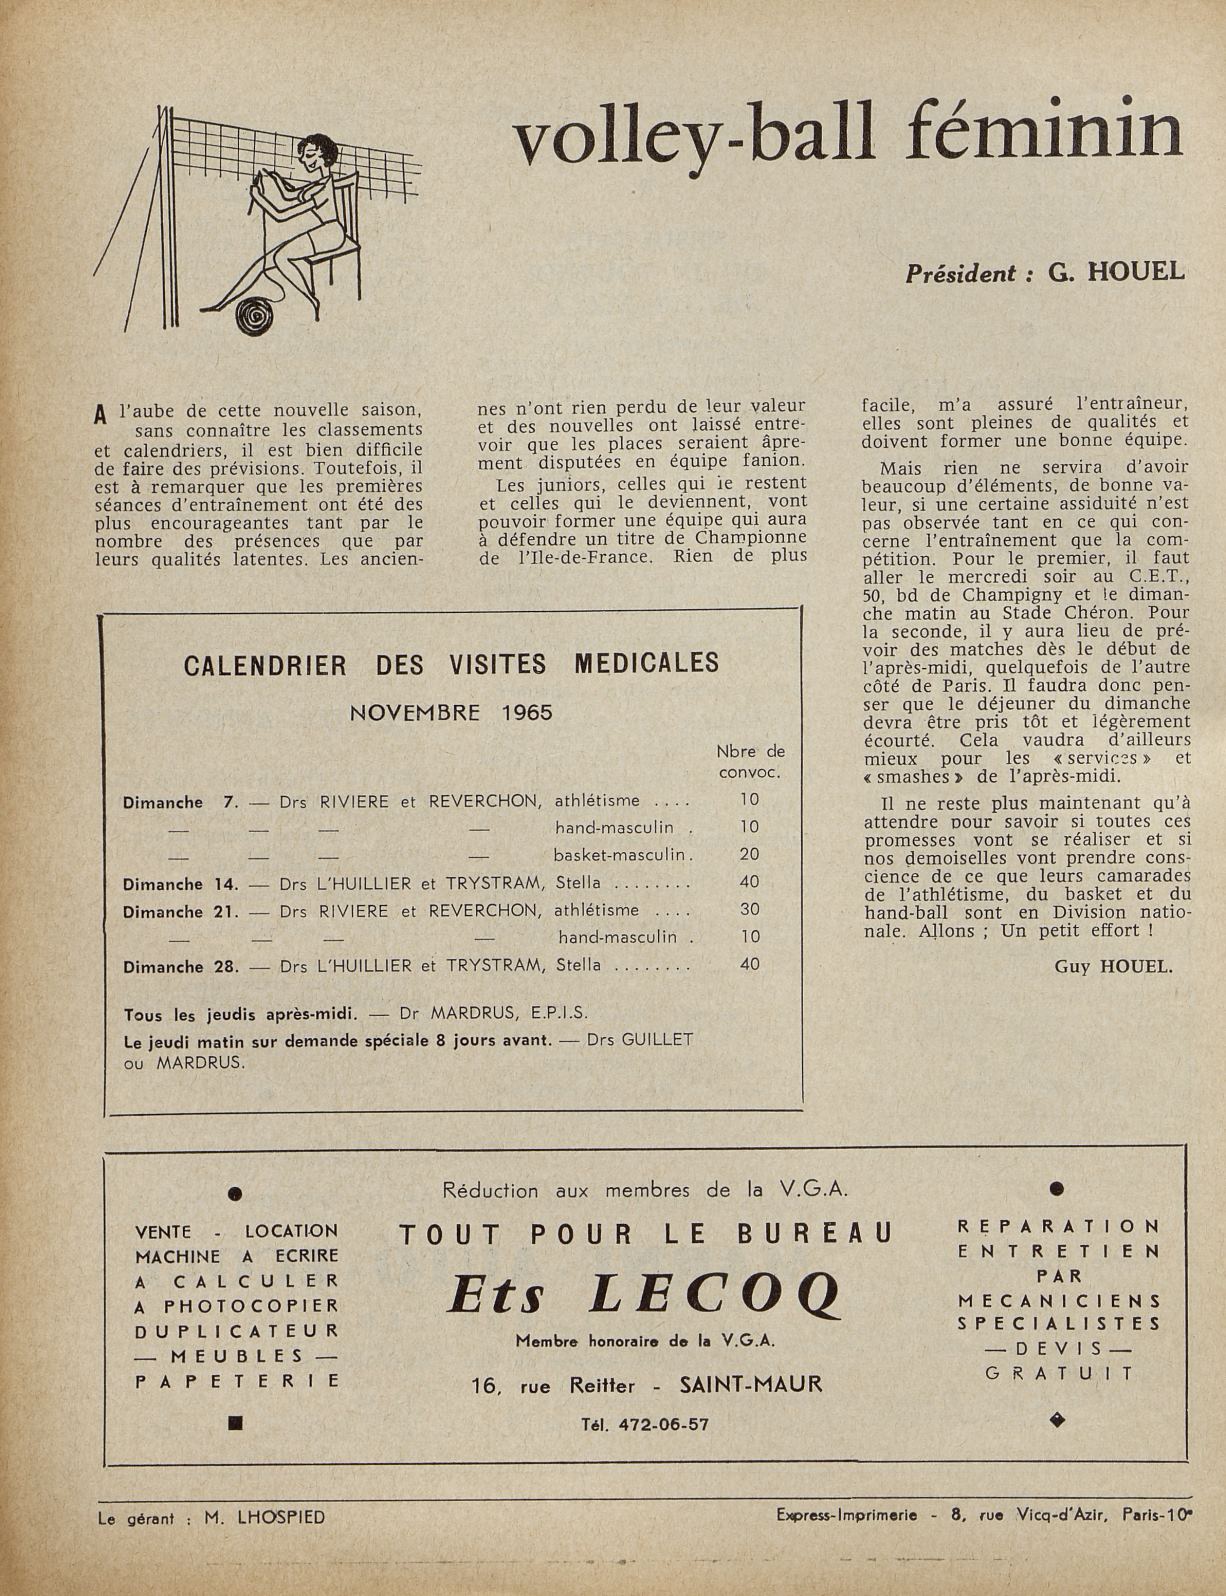 volley-ball féminin
Président : G. HOUEL
A l'aube de cette nouvelle saison,
sans connaître les classements
et calendriers, il est bien difficile
de faire des prévisions. Toutefois, il
est à remarquer que les premières
séances d'entraînement ont été des
plus encourageantes tant par le
nombre des présences que par
leurs qualités latentes. Les ancien-
nes n'ont rien perdu de leur valeur
et des nouvelles ont laissé entre-
voir que les places seraient âpre-
ment disputées en équipe fanion.
Les juniors, celles qui le restent
et celles qui le deviennent, vont
pouvoir former une équipe qui aura
à défendre un titre de Championne
de l'Ile-de-France. Rien de plus
facile, m'a assuré l'entraîneur,
elles sont pleines de qualités et
doivent former une bonne équipe.
Mais rien ne servira d'avoir
beaucoup d'éléments, de bonne va-
leur, si une certaine assiduité n'est
pas observée tant en ce qui con-
cerne l'entraînement que la com-
pétition. Pour le premier, il faut
aller le mercredi soir au C.E.T.,
50, bd de Champigny et le diman-
che matin au Stade Chéron. Pour
la seconde, il y aura lieu de pré-
voir des matches dès le début de
l'après-midi, quelquefois de l'autre
côté de Paris. Il faudra donc pen-
ser que le déjeuner du dimanche
devra être pris tôt et légèrement
écourté. Cela vaudra d'ailleurs
mieux pour les « services » et
« smashes » de l'après-midi.
Il ne reste plus maintenant qu'à
attendre pour savoir si toutes ces
promesses vont se réaliser et si
nos demoiselles vont prendre cons-
cience de ce que leurs camarades
de l'athlétisme, du basket et du
hand-ball sont en Division natio-
nale. Allons ; Un petit effort !
Guy HOUEL.
CALENDRIER DES VISITES MEDICALES
NOVEMBRE 1965
Nbre de
convoc.
Dimanche 7. — Drs RIVIERE et REVERCHON, athlétisme .... 10
— — — — hand-masculin . 10
— — — — basket-masculin. 20
Dimanche 14. — Drs L'HUILLIER et TRYSTRAM, Stella ........ 40
Dimanche 21. — Drs RIVIERE et REVERCHON, athlétisme .... 30
— — — — hand-masculin . 10
Dimanche 28. — Drs L'HUILLIER et TRYSTRAM, Stella ........ 40
Tous les jeudis après-midi. — Dr MARDRUS, E.P.I.S.
Le jeudi matin sur demande spéciale 8 jours avant. — Drs GUILLET
ou MARDRUS.
VENTE - LOCATION
MACHINE A ECRIRE
A CALCULER
A PHOTOCOPIER
DUPLICATEUR
— MEUBLES —
PAPETERIE
Réduction aux membres de la V.G.A.
TOUT POUR LE BUREAU
Ets LECOQ
Membre honoraire de la V.G.A.
16, rue Reitter - SAINT-MAUR
Tél. 472-06-57
REPARATION
ENTRETIEN
PAR
MECANICIENS
SPECIALISTES
— DEVIS —
GRATUIT
Le gérant : M. LHOSPIED
Express-Imprimerie - 8, rue Vicq-d'Azir, Paris-10e